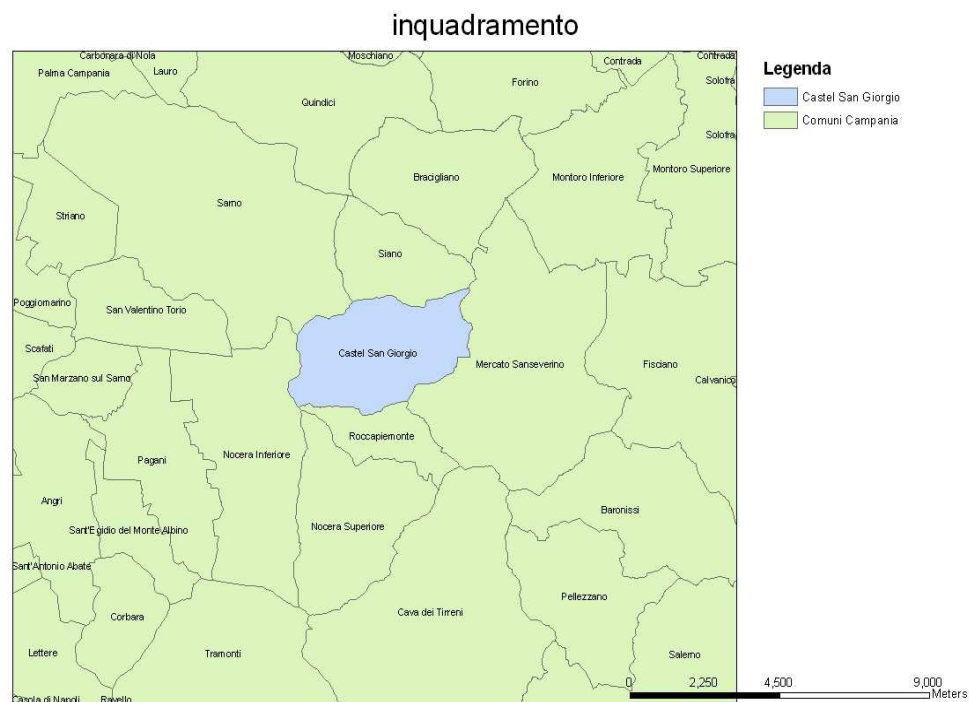 inquadramento
Carbonara di Nola
Moschiano
Contrada
Contrada
Palma Campania
Lauro
Forino
Solofra
Quindici
Solofra
Bracigliano
Montoro Inferiore
Montoro Superiore
Sarno
Striano
Siano
Poggiomarino
San Valentino Torio
Scafati
Castel San Giorgio
Mercato Sanseverino
Fisciano
San Marzano sul Sarno
Calvanico
Roccapiemonte
Nocera Inferiore
Pagani
Angri
Baronissi
Nocera Superiore
Sant'Egidio del Monte Albino
Sant'Antonio Abate
Pellezzano
Corbara
Cava dei Tirreni
Lettere
Tramonti
Salerno
Casola di Napoli
Ravello
Legenda
Castel San Giorgio
Comuni Campania
0 2,250 4,500 9,000
Meters